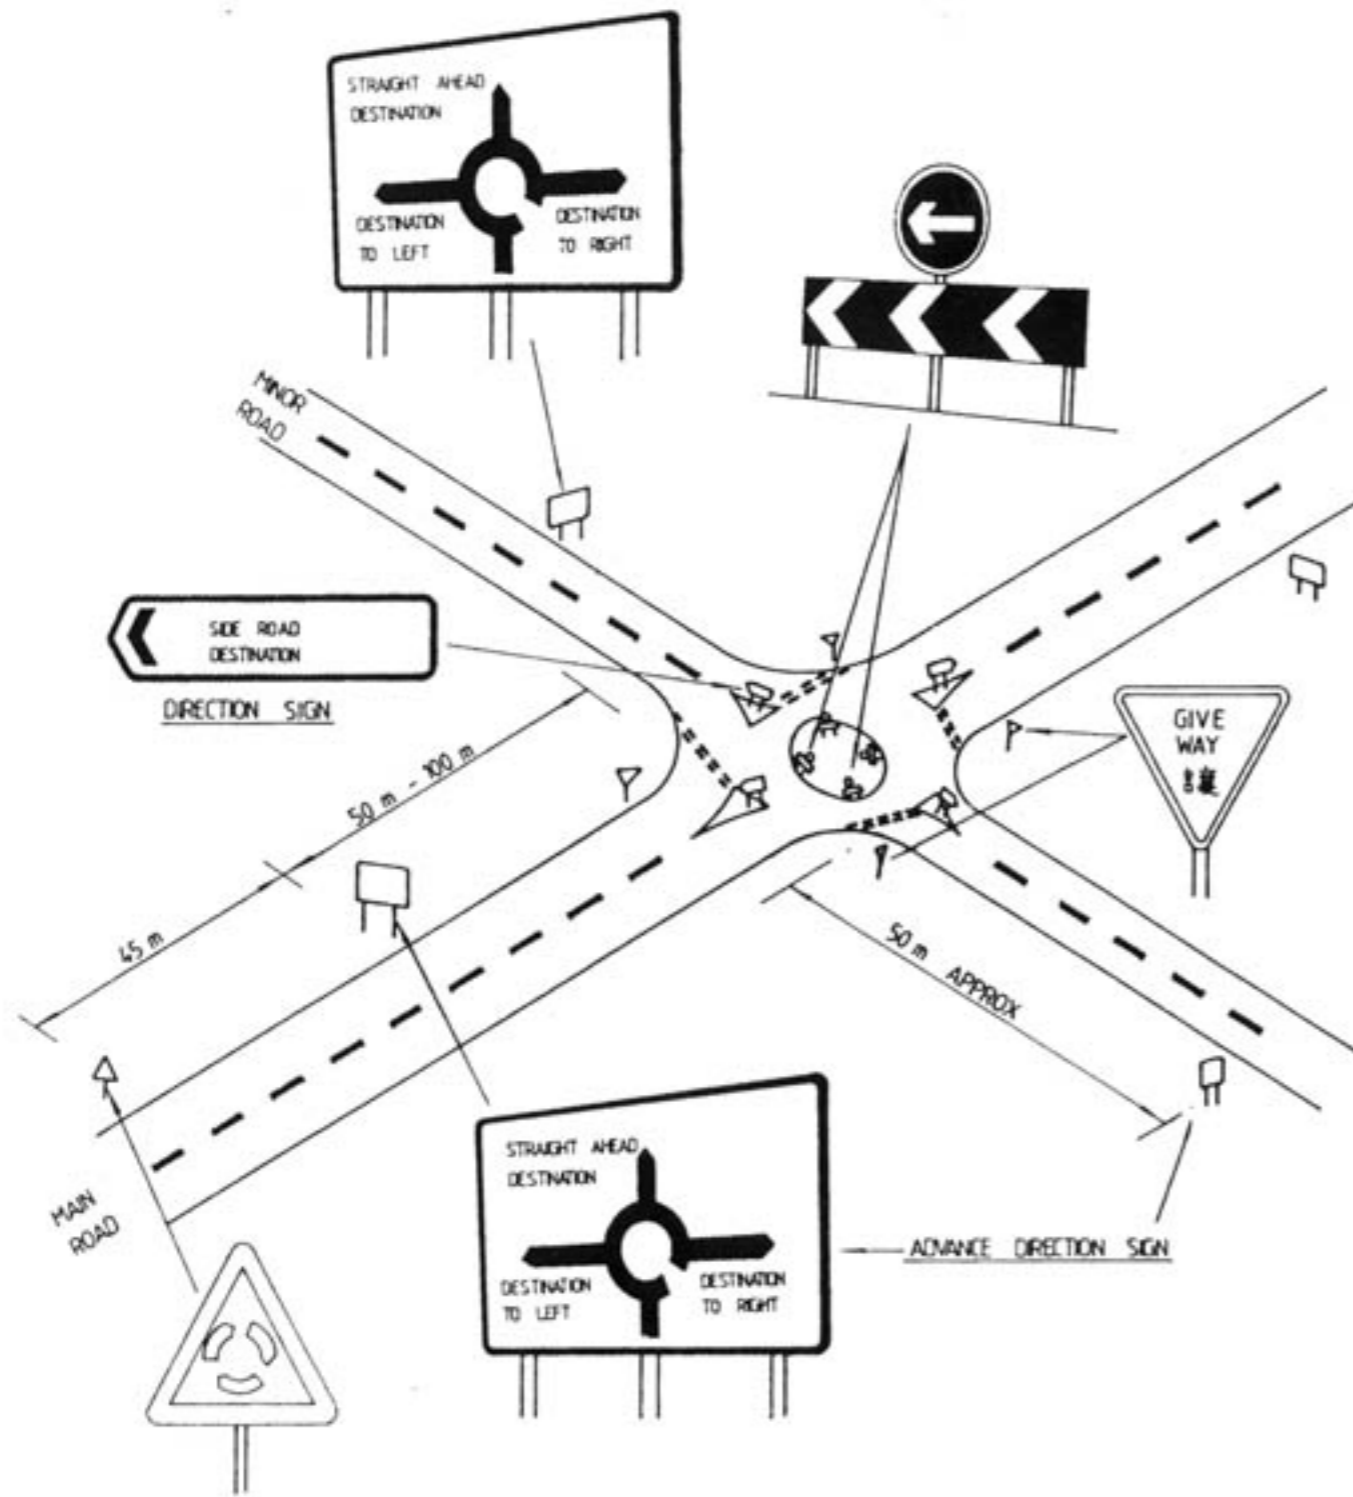 STRAIGHT AHEAD
DESTINATION
DESTINATION
TO LEFT
DESTINATION
TO RIGHT
MINOR
ROAD
SIDE ROAD
DESTINATION
DIRECTION SIGN
GIVE
WAY
讓
50 m - 100 m
45 m
50 m APPROX
MAIN
ROAD
STRAIGHT AHEAD
DESTINATION
DESTINATION
TO LEFT
DESTINATION
TO RIGHT
ADVANCE DIRECTION SIGN